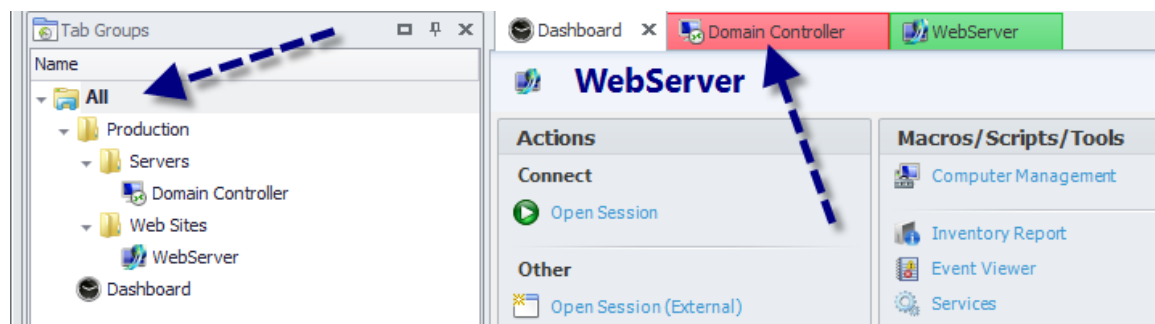 Tab Groups
Name
All
Production
Servers
Domain Controller
Web Sites
WebServer
Dashboard
Dashboard Domain Controller WebServer
WebServer
Actions
Connect
Open Session
Other
Open Session (External)
Macros/Scripts/Tools
Computer Management
Inventory Report
Event Viewer
Services